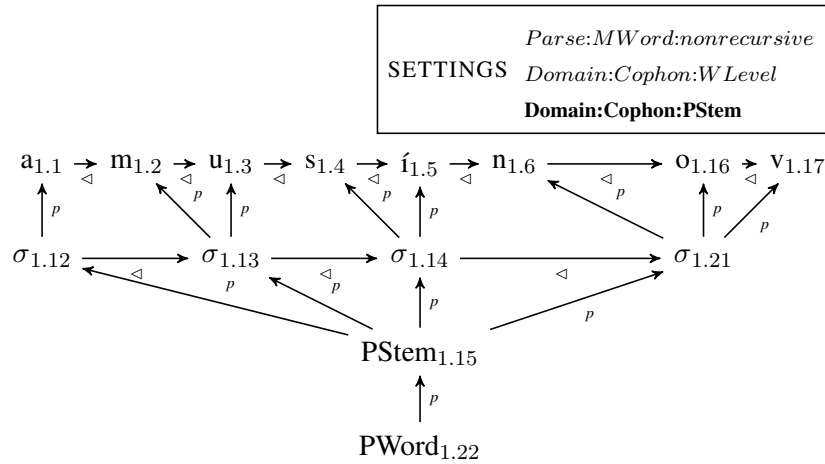 Parse:MWord:nonrecursive
SETTINGS Domain:Cophon:WLevel
Domain:Cophon:PStem
a1.1 m1.2 u1.3 s1.4 í1.5 n1.6 o1.16 v1.17
◁ ◁ ◁ ◁ ◁ ◁ ◁
p p p p p p p p
σ1.12 σ1.13 σ1.14 σ1.21
◁ ◁ ◁
p p p p
PStem1.15
p
PWord1.22